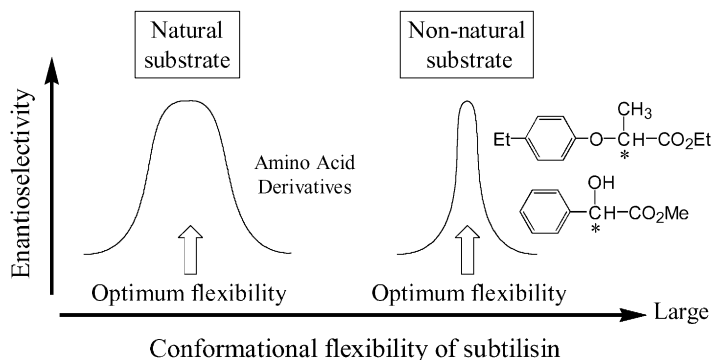 Natural
substrate
Non-natural
substrate
Enantioselectivity
Amino Acid
Derivatives
CH3
Et
O
CH
CO2Et
*
OH
CH
CO2Me
*
Optimum flexibility
Optimum flexibility
Large
Conformational flexibility of subtilisin